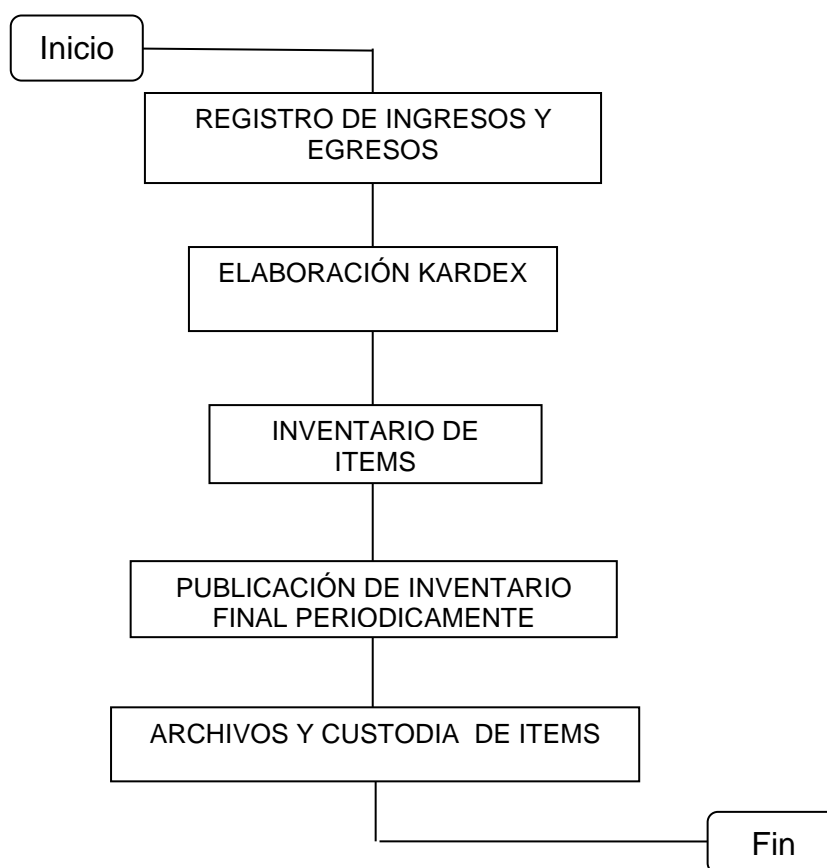 Inicio
REGISTRO DE INGRESOS Y
EGRESOS
ELABORACIÓN KARDEX
INVENTARIO DE
ITEMS
PUBLICACIÓN DE INVENTARIO
FINAL PERIODICAMENTE
ARCHIVOS Y CUSTODIA DE ITEMS
Fin